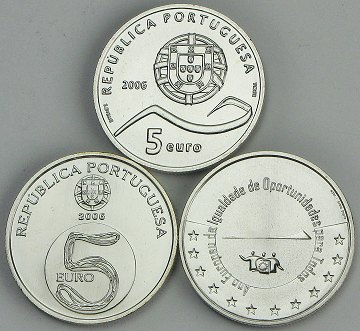 REPÚBLICA PORTUGUESA
2006
5 euro
REPÚBLICA PORTUGUESA
2006
5
EURO
Ano Europeu da Igualdade de Oportunidades para Todos